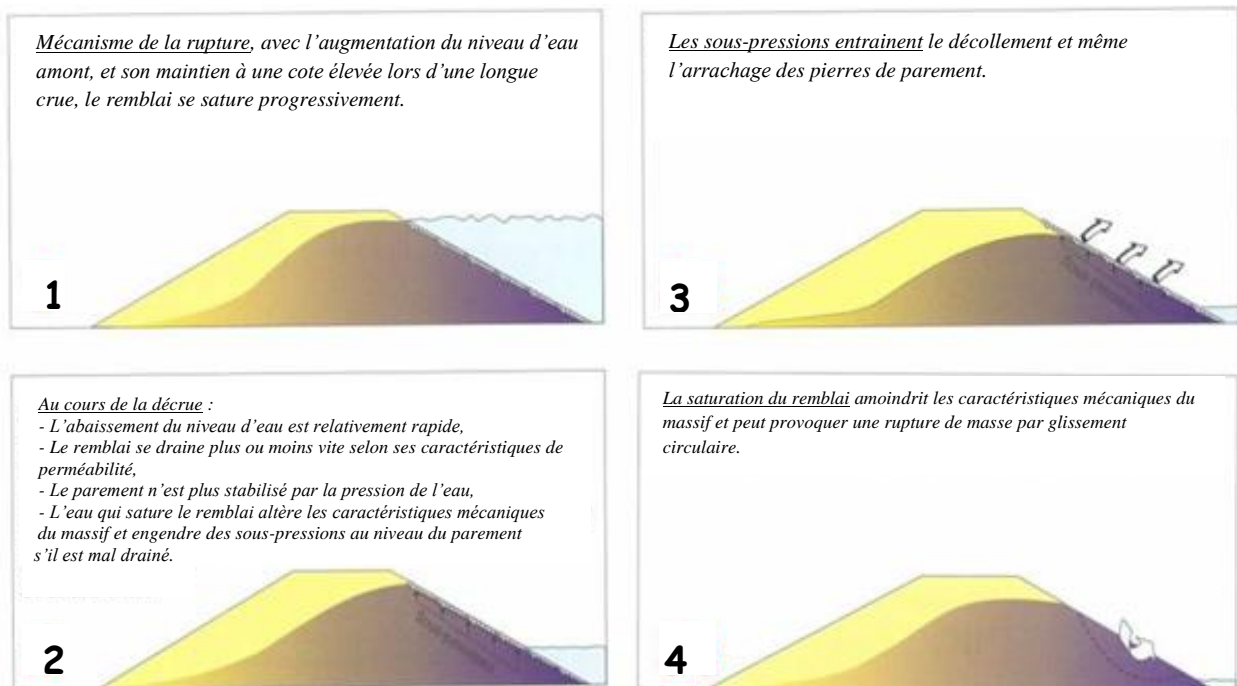 Mécanisme de la rupture, avec l'augmentation du niveau d'eau
amont, et son maintien à une cote élevée lors d'une longue
crue, le remblai se sature progressivement.
1
Au cours de la décrue :
- L'abaissement du niveau d'eau est relativement rapide,
- Le remblai se draine plus ou moins vite selon ses caractéristiques de
perméabilité,
- Le parement n'est plus stabilisé par la pression de l'eau,
- L'eau qui sature le remblai altère les caractéristiques mécaniques
du massif et engendre des sous-pressions au niveau du parement
s'il est mal drainé.
2
Les sous-pressions entrainent le décollement et même
l'arrachage des pierres de parement.
3
La saturation du remblai amoindrit les caractéristiques mécaniques du
massif et peut provoquer une rupture de masse par glissement
circulaire.
4